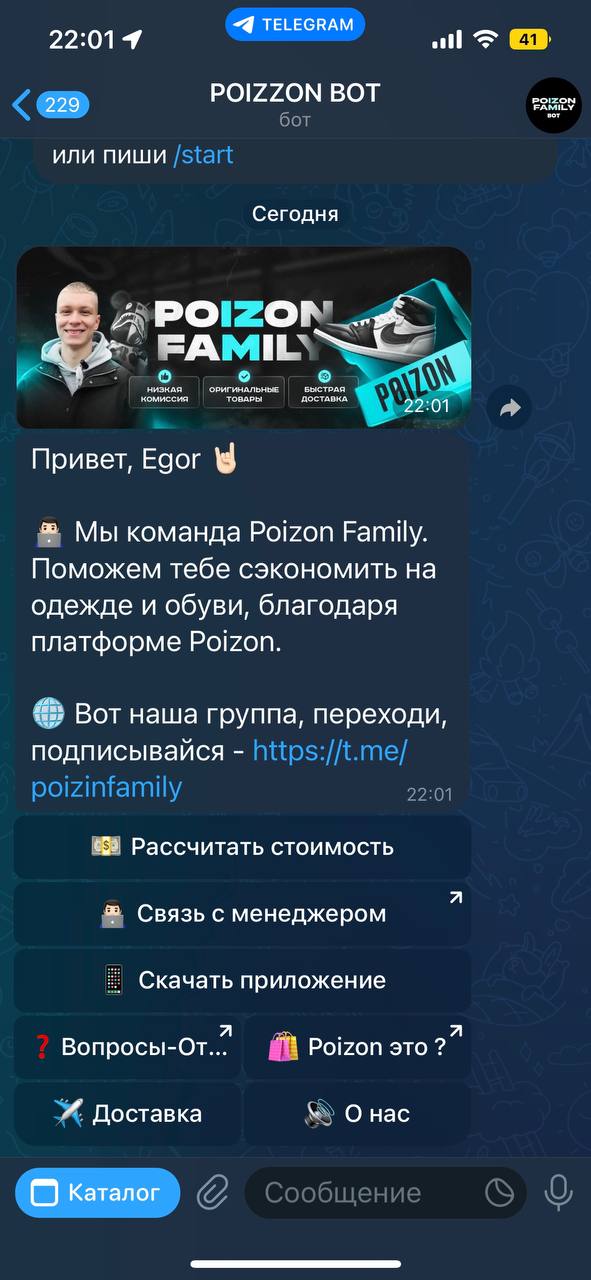 22:01
TELEGRAM
41
229
POIZZON BOT
бот
POIZON
FAMILY
BOT
или пиши /start
Сегодня
POIZON
FAMILY
НИЗКАЯ
КОМИССИЯ
ОРИГИНАЛЬНЫЕ
ТОВАРЫ
БЫСТРАЯ
ДОСТАВКА
POIZON
22:01
Привет, Egor 🤘🏻
👨🏻‍💻 Мы команда Poizon Family.
Поможем тебе сэкономить на
одежде и обуви, благодаря
платформе Poizon.
🌐 Вот наша группа, переходи,
подписывайся - https://t.me/
poizinfamily
22:01
💵 Рассчитать стоимость
👨🏻‍💻 Связь с менеджером
📱 Скачать приложение
❓ Вопросы-От...
🛍 Poizon это ?
✈️ Доставка
🔊 О нас
Каталог
Сообщение